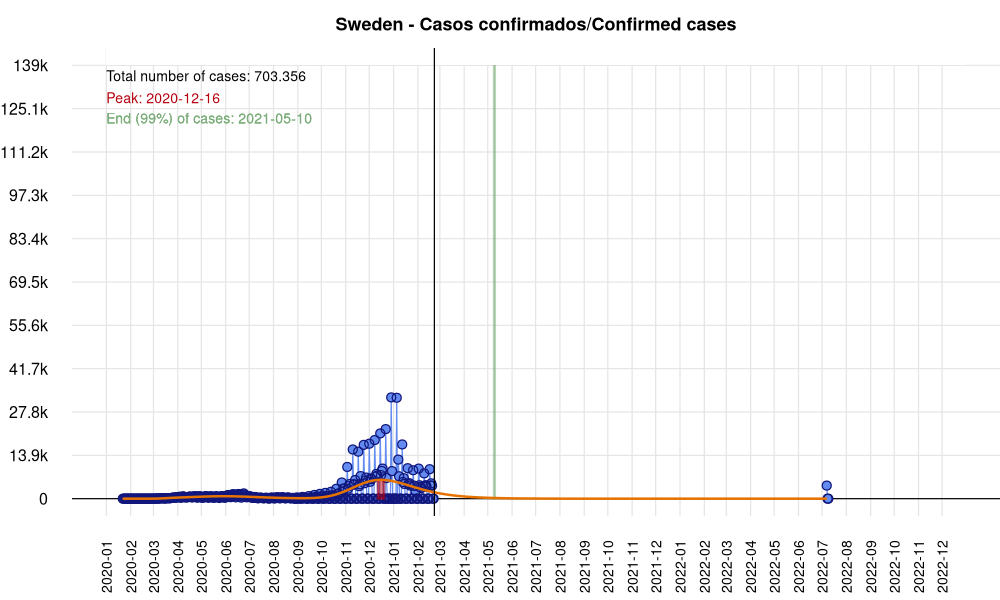 Sweden - Casos confirmados/Confirmed cases
139k
125.1k
111.2k
97.3k
83.4k
69.5k
55.6k
41.7k
27.8k
13.9k
0
Total number of cases: 703.356
Peak: 2020-12-16
End (99%) of cases: 2021-05-10
2020-01
2020-02
2020-03
2020-04
2020-05
2020-06
2020-07
2020-08
2020-09
2020-10
2020-11
2020-12
2021-01
2021-02
2021-03
2021-04
2021-05
2021-06
2021-07
2021-08
2021-09
2021-10
2021-11
2021-12
2022-01
2022-02
2022-03
2022-04
2022-05
2022-06
2022-07
2022-08
2022-09
2022-10
2022-11
2022-12